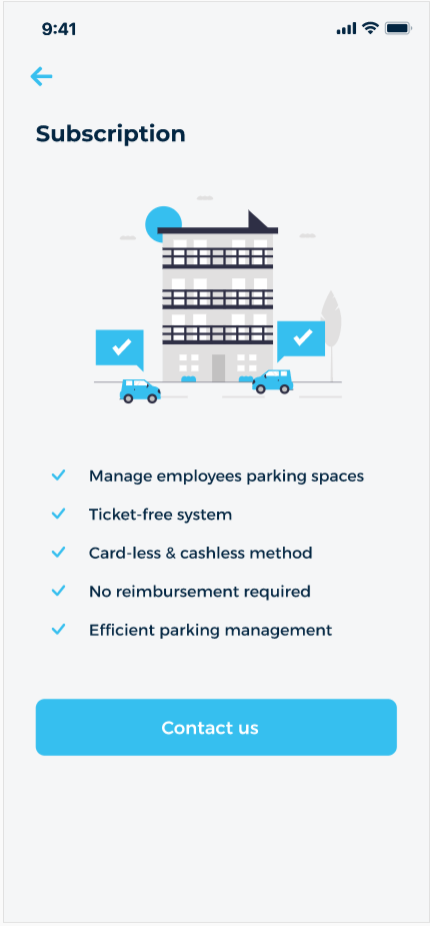 9:41
Subscription
Manage employees parking spaces
Ticket-free system
Card-less & cashless method
No reimbursement required
Efficient parking management
Contact us